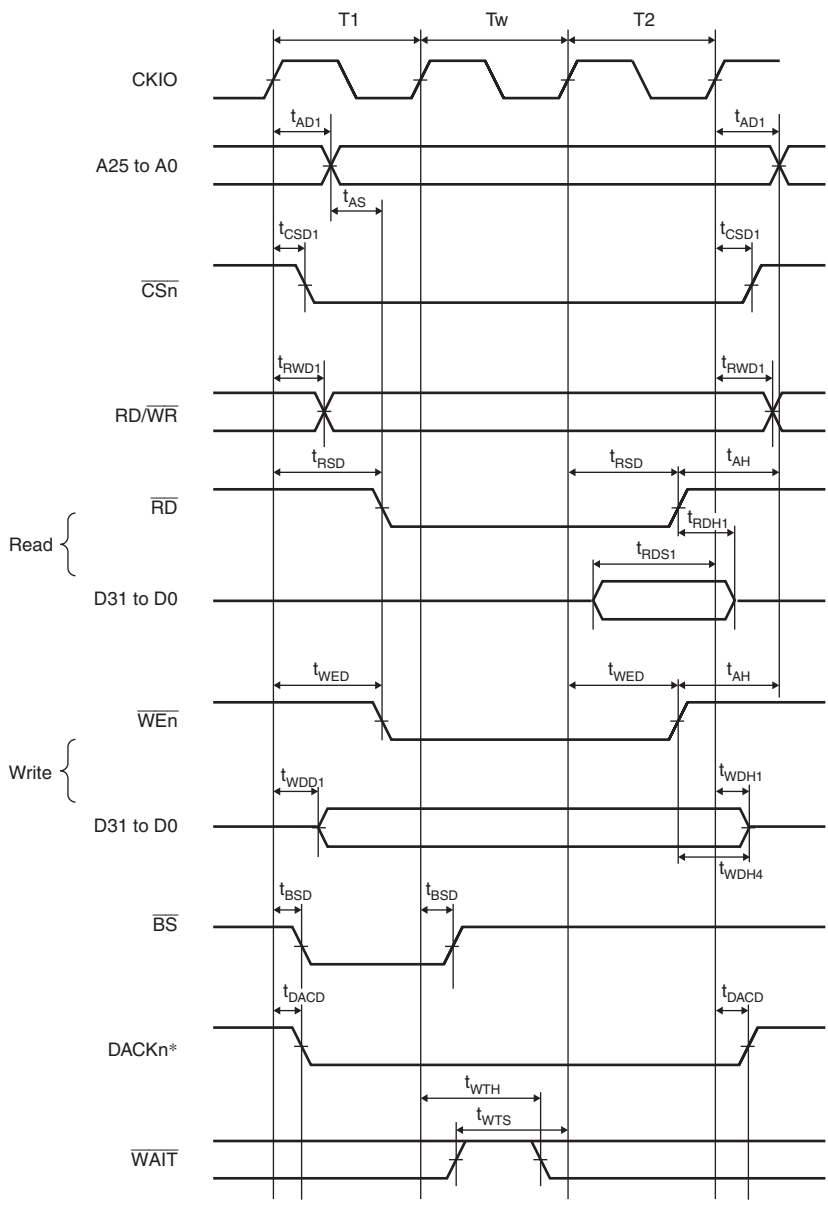 T1 Tw T2
CKIO
tAD1 tAD1
A25 to A0
tAS
tCSD1 tCSD1
CSn
tRWD1 tRWD1
RD/WR
tRSD tRSD tAH
RD
tRDH1
Read
tRDS1
D31 to D0
tWED tWED tAH
WEn
Write
tWDD1 tWDH1
D31 to D0
tWDH4
tBSD tBSD
BS
tDACD tDACD
DACKn*
tWTH
tWTS
WAIT